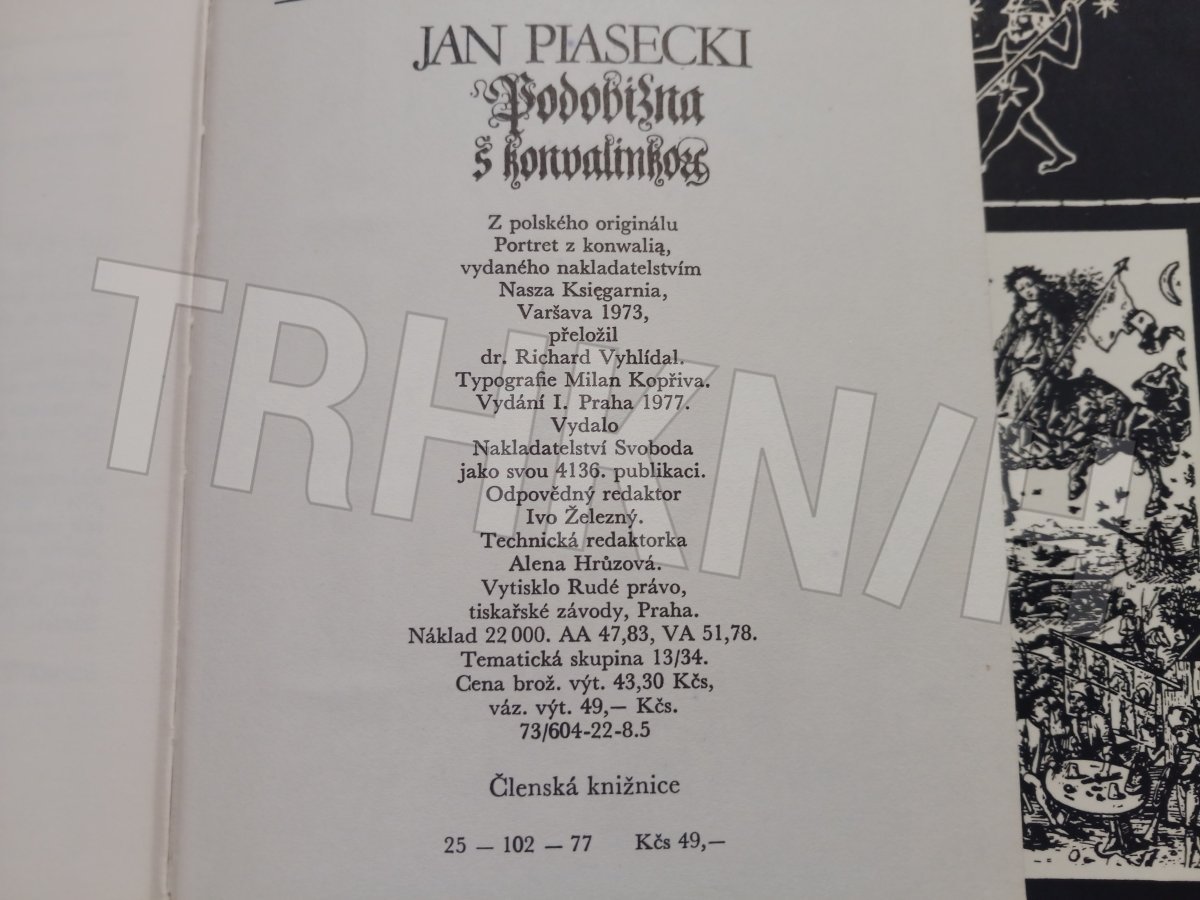 JAN PIASECKI
Podobizna
s konvalinkou
Z polského originálu
Portret z konwalią,
vydaného nakladatelstvím
Nasza Księgarnia,
Varšava 1973,
přeložil
dr. Richard Vyhlídal.
Typografie Milan Kopřiva.
Vydání I. Praha 1977.
Vydalo
Nakladatelství Svoboda
jako svou 4136. publikaci.
Odpovědný redaktor
Ivo Železný.
Technická redaktorka
Alena Hrůzová.
Vytisklo Rudé právo,
tiskařské závody, Praha.
Náklad 22 000. AA 47,83, VA 51,78.
Tematická skupina 13/34.
Cena brož. výt. 43,30 Kčs,
váz. výt. 49,— Kčs.
73/604-22-8.5
Členská knižnice
25 — 102 — 77 Kčs 49,—
TRHKNIH